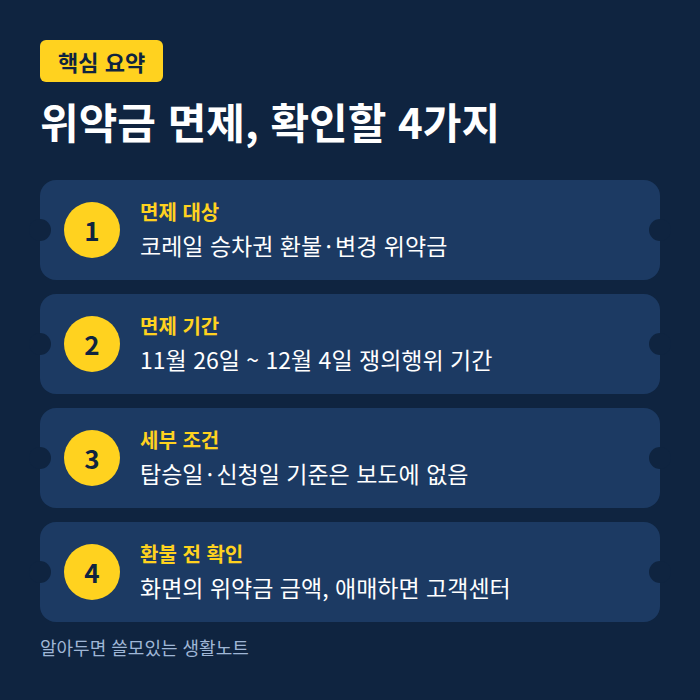 핵심 요약
위약금 면제, 확인할 4가지
1
면제 대상
코레일 승차권 환불·변경 위약금
2
면제 기간
11월 26일 ~ 12월 4일 쟁의행위 기간
3
세부 조건
탑승일·신청일 기준은 보도에 없음
4
환불 전 확인
화면의 위약금 금액, 애매하면 고객센터
알아두면 쓸모있는 생활노트